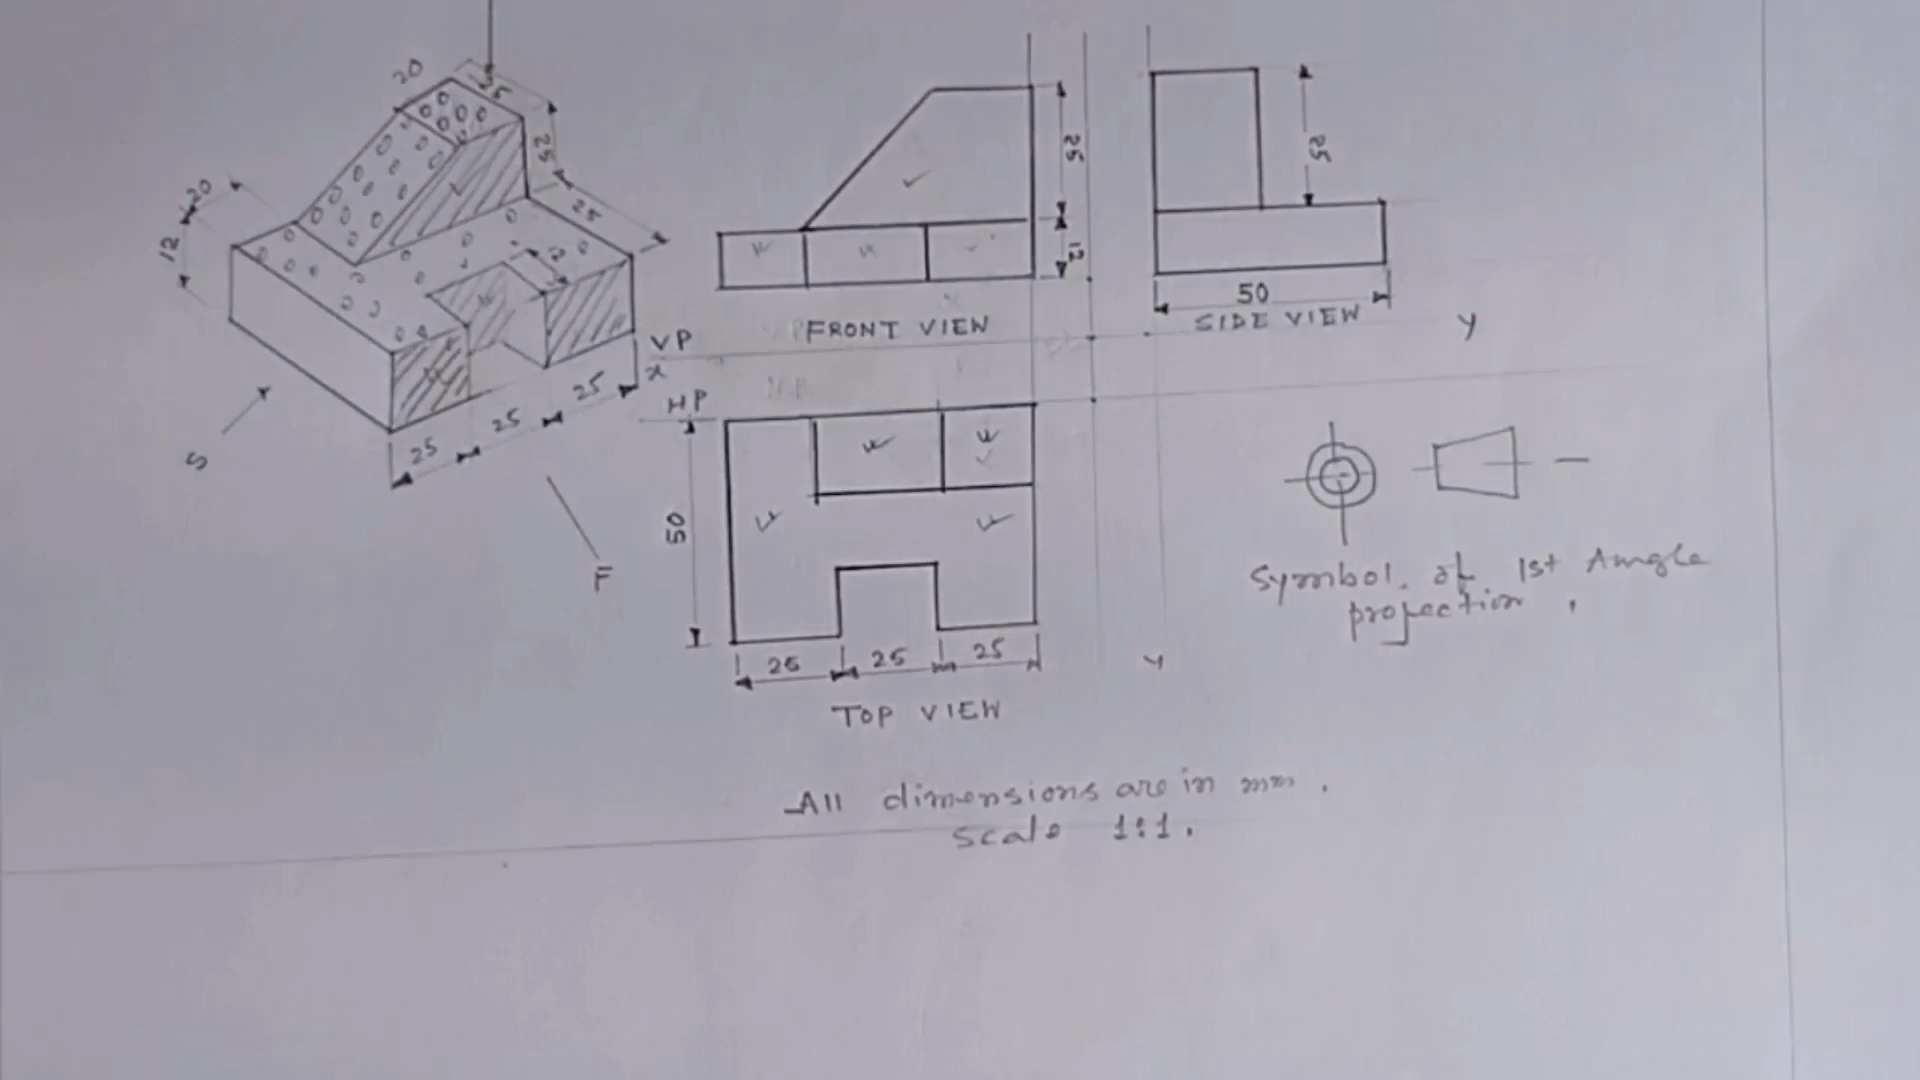 20
25
25
20
12
25
12
25
25
25
S
F
25
12
FRONT VIEW
25
50
SIDE VIEW
VP
X
Y
HP
50
25
25
25
Y
TOP VIEW
Symbol. of 1st Angle
projection.
All dimensions are in mm.
Scale 1:1.